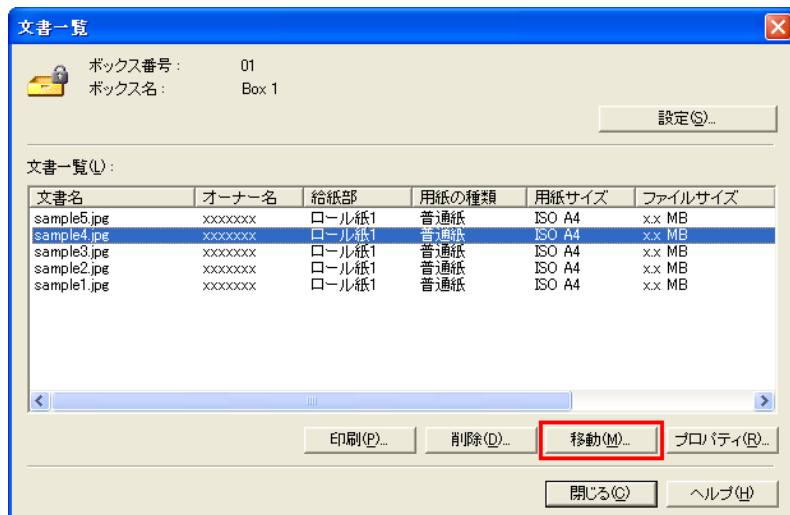 文書一覧
ボックス番号： 01
ボックス名： Box 1
設定(S)...
文書一覧(L)：
文書名 オーナー名 給紙部 用紙の種類 用紙サイズ ファイルサイズ
sample5.jpg xxxxxxx ロール紙1 普通紙 ISO A4 x.x MB
sample4.jpg xxxxxxx ロール紙1 普通紙 ISO A4 x.x MB
sample3.jpg xxxxxxx ロール紙1 普通紙 ISO A4 x.x MB
sample2.jpg xxxxxxx ロール紙1 普通紙 ISO A4 x.x MB
sample1.jpg xxxxxxx ロール紙1 普通紙 ISO A4 x.x MB
印刷(P)... 削除(D)... 移動(M)... プロパティ(R)...
閉じる(C) ヘルプ(H)